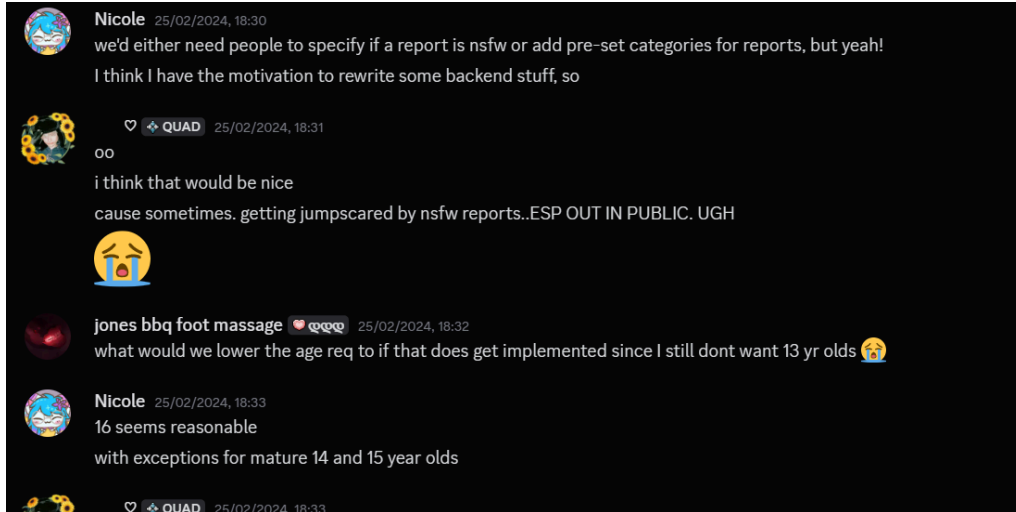 Nicole 25/02/2024, 18:30
we'd either need people to specify if a report is nsfw or add pre-set categories for reports, but yeah!
I think I have the motivation to rewrite some backend stuff, so
♡ QUAD 25/02/2024, 18:31
oo
i think that would be nice
cause sometimes. getting jumpscared by nsfw reports..ESP OUT IN PUBLIC. UGH
😭
jones bbq foot massage 25/02/2024, 18:32
what would we lower the age req to if that does get implemented since I still dont want 13 yr olds 😭
Nicole 25/02/2024, 18:33
16 seems reasonable
with exceptions for mature 14 and 15 year olds
♡ QUAD 25/02/2024, 18:33